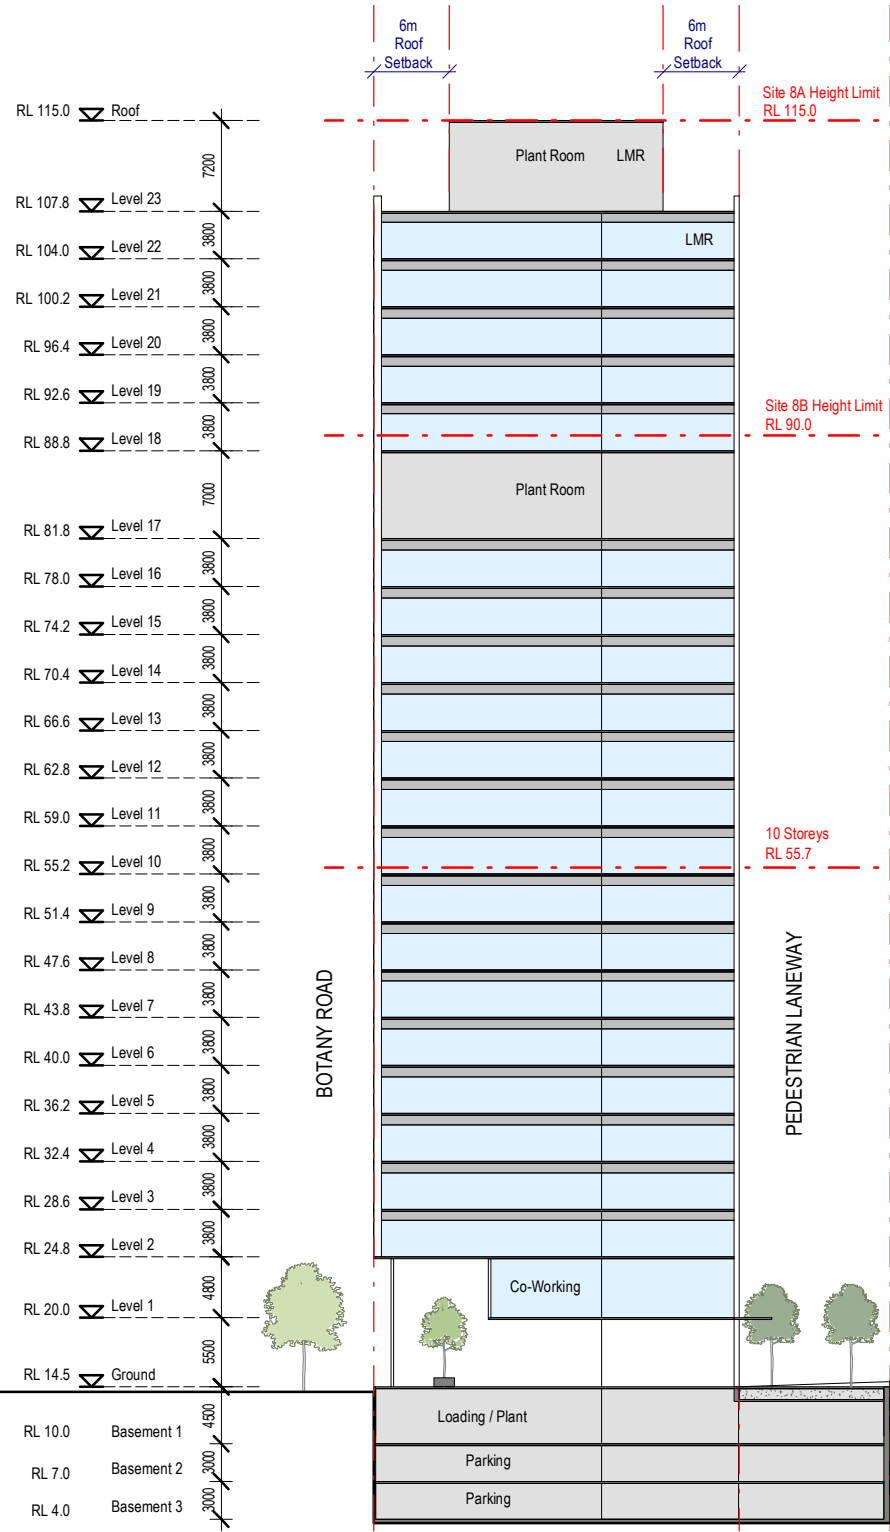 6m
Roof
Setback
6m
Roof
Setback
Site 8A Height Limit
RL 115.0
RL 115.0 Roof
7200
Plant Room LMR
RL 107.8 Level 23
3800
LMR
RL 104.0 Level 22
3800
RL 100.2 Level 21
3800
RL 96.4 Level 20
3800
RL 92.6 Level 19
3800
Site 8B Height Limit
RL 90.0
RL 88.8 Level 18
7000
Plant Room
RL 81.8 Level 17
3800
RL 78.0 Level 16
3800
RL 74.2 Level 15
3800
RL 70.4 Level 14
3800
RL 66.6 Level 13
3800
RL 62.8 Level 12
3800
RL 59.0 Level 11
3800
10 Storeys
RL 55.7
RL 55.2 Level 10
3800
RL 51.4 Level 9
3800
RL 47.6 Level 8
3800
RL 43.8 Level 7
3800
RL 40.0 Level 6
3800
RL 36.2 Level 5
3800
RL 32.4 Level 4
3800
RL 28.6 Level 3
3800
RL 24.8 Level 2
BOTANY ROAD
PEDESTRIAN LANEWAY
4800
Co-Working
RL 20.0 Level 1
5500
RL 14.5 Ground
4500
Loading / Plant
RL 10.0 Basement 1
3000
Parking
RL 7.0 Basement 2
3000
Parking
RL 4.0 Basement 3